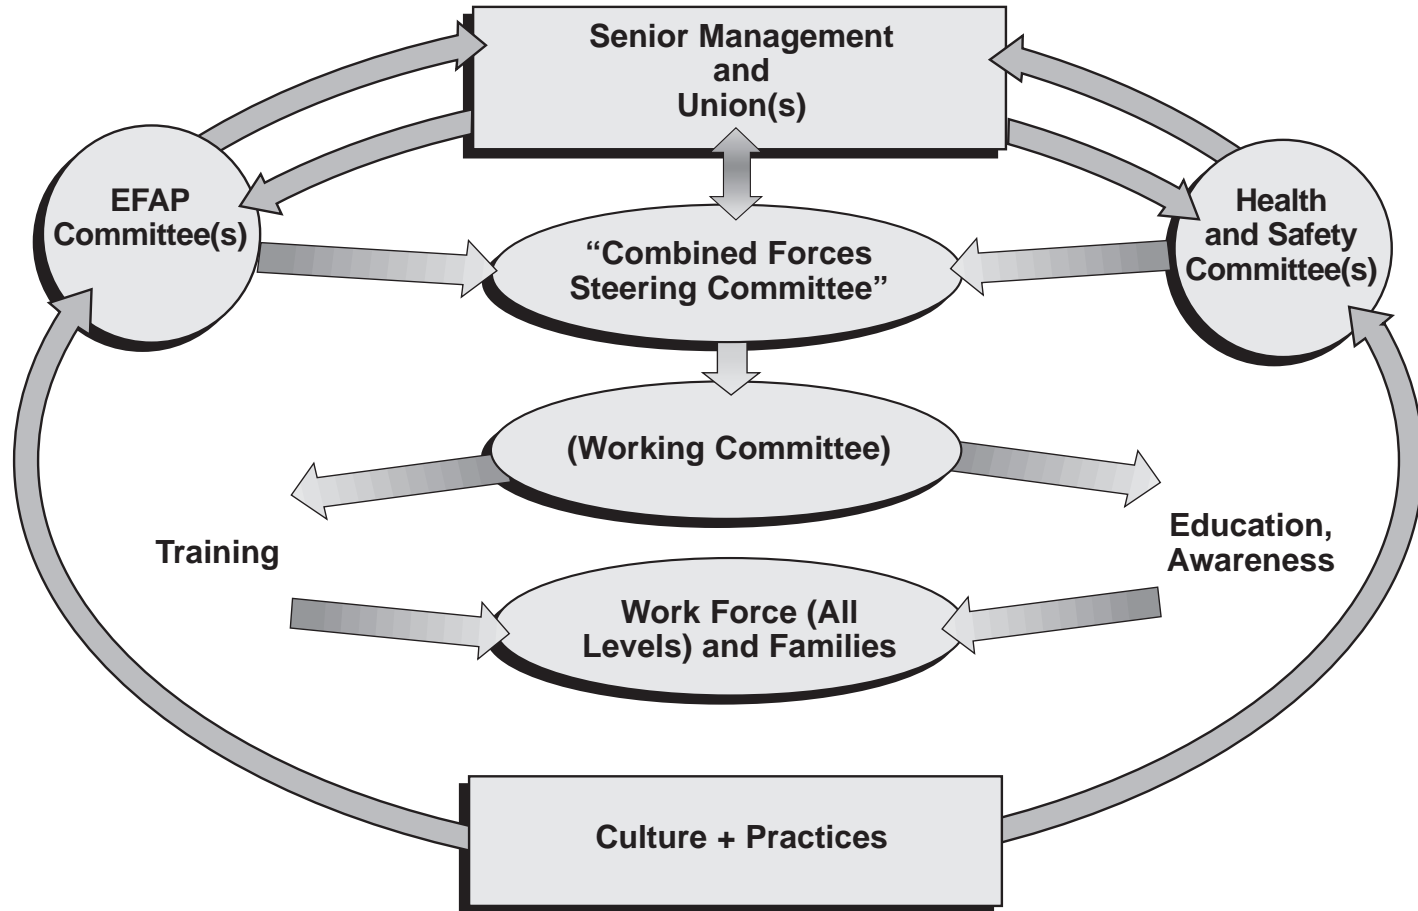 Senior Management
and
Union(s)
EFAP
Committee(s)
Health
and Safety
Committee(s)
“Combined Forces
Steering Committee”
(Working Committee)
Training
Education,
Awareness
Work Force (All
Levels) and Families
Culture + Practices